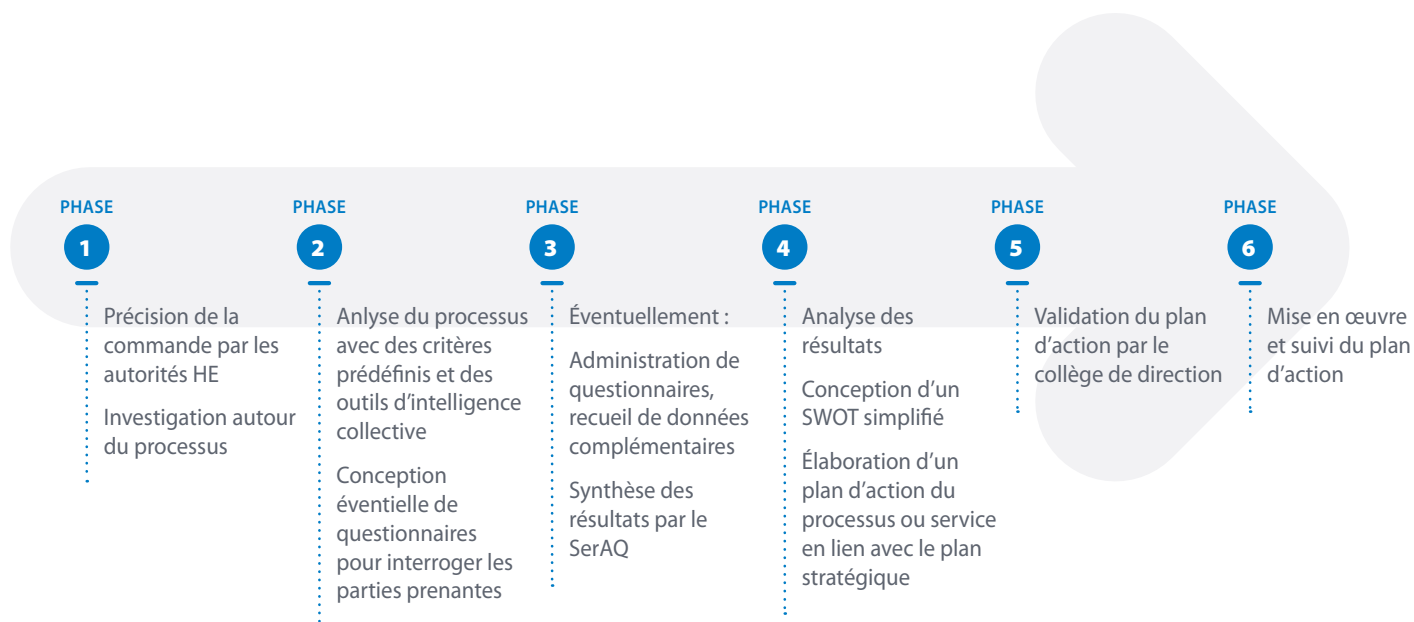 PHASE
1
Précision de la
commande par les
autorités HE
Investigation autour
du processus
PHASE
2
Anlyse du processus
avec des critères
prédéfinis et des
outils d’intelligence
collective
Conception
éventielle de
questionnaires
pour interroger les
parties prenantes
PHASE
3
Éventuellement :
Administration de
questionnaires,
recueil de données
complémentaires
Synthèse des
résultats par le
SerAQ
PHASE
4
Analyse des
résultats
Conception d’un
SWOT simplifié
Élaboration d’un
plan d’action du
processus ou service
en lien avec le plan
stratégique
PHASE
5
Validation du plan
d’action par le
collège de direction
PHASE
6
Mise en œuvre
et suivi du plan
d’action